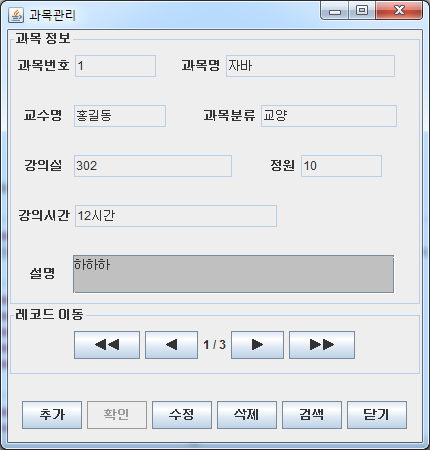 과목관리
과목 정보
과목번호 1 과목명 자바
교수명 홍길동 과목분류 교양
강의실 302 정원 10
강의시간 12시간
설명 하하하
레코드 이동
◀◀ ◀ 1 / 3 ▶ ▶▶
추가 확인 수정 삭제 검색 닫기